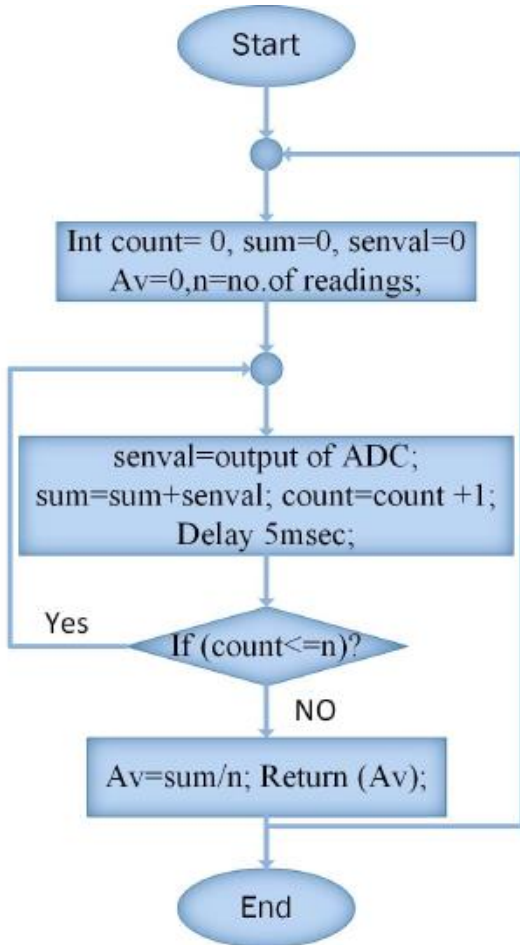 Start
Int count= 0, sum=0, senval=0
Av=0,n=no.of readings;
senval=output of ADC;
sum=sum+senval; count=count +1;
Delay 5msec;
Yes
If (count<=n)?
NO
Av=sum/n; Return (Av);
End